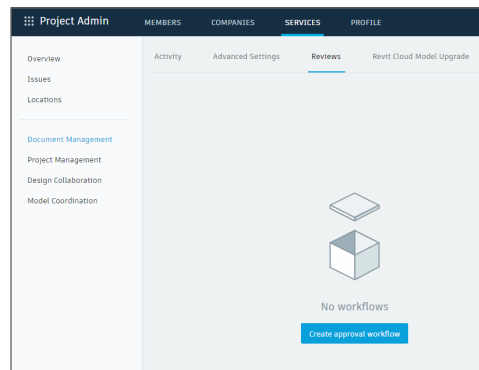 Project Admin MEMBERS COMPANIES SERVICES PROFILE
Overview
Issues
Locations
Document Management
Project Management
Design Collaboration
Model Coordination
Activity Advanced Settings Reviews Revit Cloud Model Upgrade
No workflows
Create approval workflow